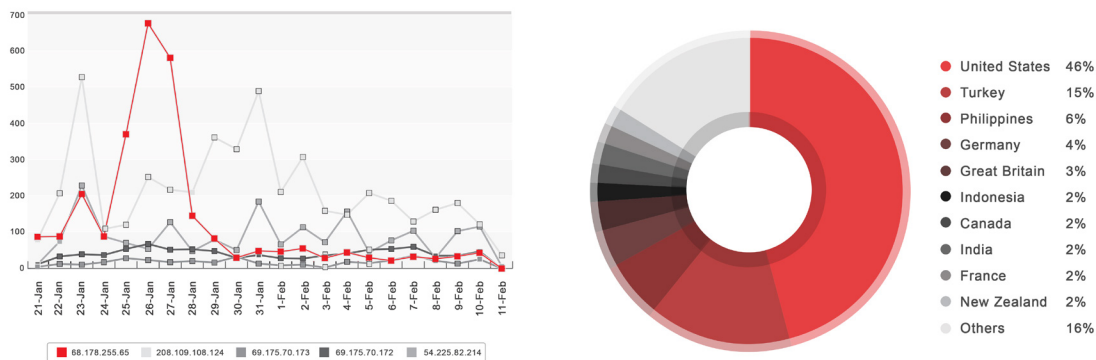 700
600
500
400
300
200
100
0
21-Jan
22-Jan
23-Jan
24-Jan
25-Jan
26-Jan
27-Jan
28-Jan
29-Jan
30-Jan
31-Jan
1-Feb
2-Feb
3-Feb
4-Feb
5-Feb
6-Feb
7-Feb
8-Feb
9-Feb
10-Feb
11-Feb
68.178.255.65 208.109.108.124 69.175.70.173 69.175.70.172 54.225.82.214
United States 46%
Turkey 15%
Philippines 6%
Germany 4%
Great Britain 3%
Indonesia 2%
Canada 2%
India 2%
France 2%
New Zealand 2%
Others 16%